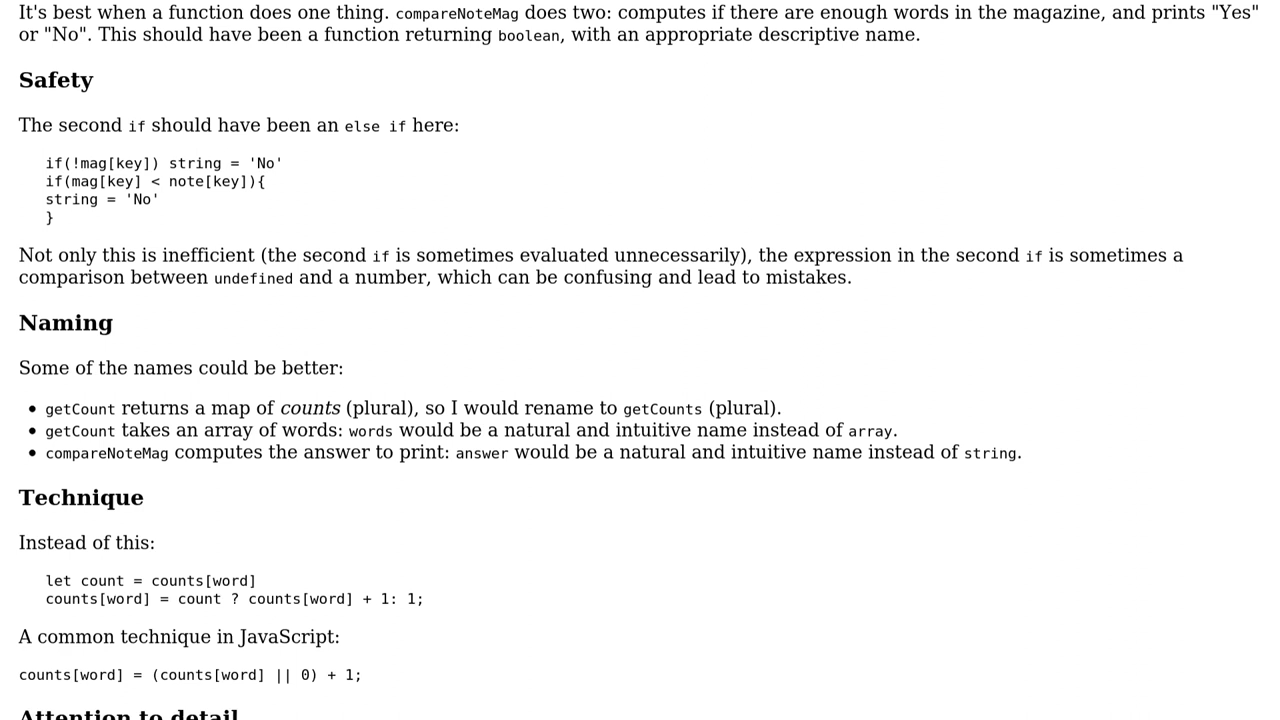 It's best when a function does one thing. compareNoteMag does two: computes if there are enough words in the magazine, and prints "Yes"
or "No". This should have been a function returning boolean, with an appropriate descriptive name.
Safety
The second if should have been an else if here:
if(!mag[key]) string = 'No'
if(mag[key] < note[key]){
string = 'No'
}
Not only this is inefficient (the second if is sometimes evaluated unnecessarily), the expression in the second if is sometimes a
comparison between undefined and a number, which can be confusing and lead to mistakes.
Naming
Some of the names could be better:
• getCount returns a map of counts (plural), so I would rename to getCounts (plural).
• getCount takes an array of words: words would be a natural and intuitive name instead of array.
• compareNoteMag computes the answer to print: answer would be a natural and intuitive name instead of string.
Technique
Instead of this:
let count = counts[word]
counts[word] = count ? counts[word] + 1: 1;
A common technique in JavaScript:
counts[word] = (counts[word] || 0) + 1;
Attention to detail